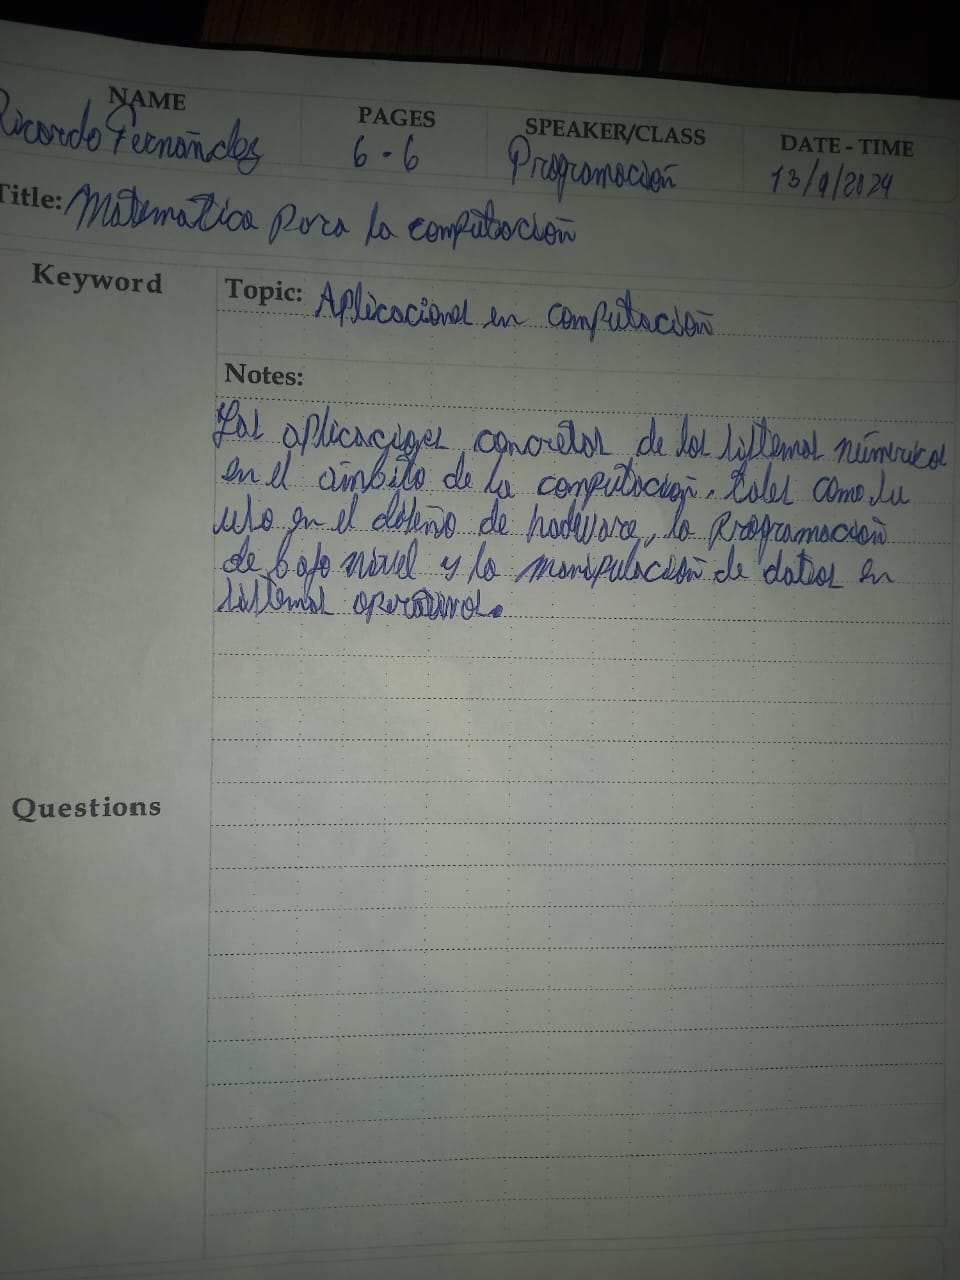 NAME PAGES SPEAKER/CLASS DATE - TIME
Ricardo Fernández 6 - 6 Programación 13/9/2024
Title: Matematica Para la computación
Keyword
Topic: Aplicaciones en computación
Notes:
Las aplicaciones concretas de los sistemas númericos
en el ámbito de la computación, tales como su
uso en el diseño de hadware, la Programación
de bajo nivel y la manipulación de datos en
sistemas operativos.
Questions